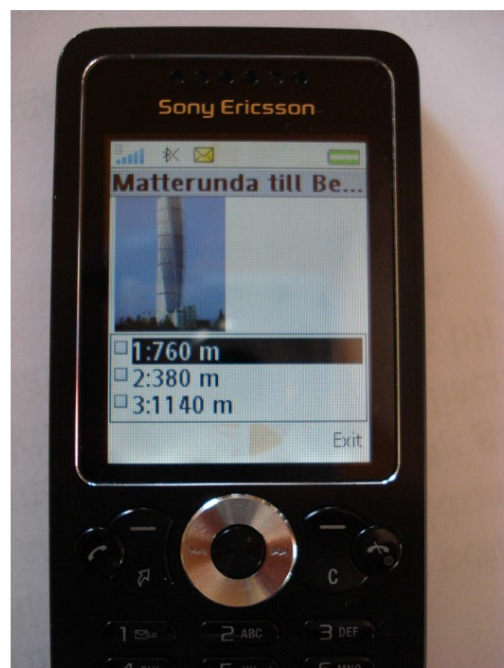 Sony Ericsson
Matterunda till Be...
1:760 m
2:380 m
3:1140 m
Exit
C
1
2 ABC
3 DEF